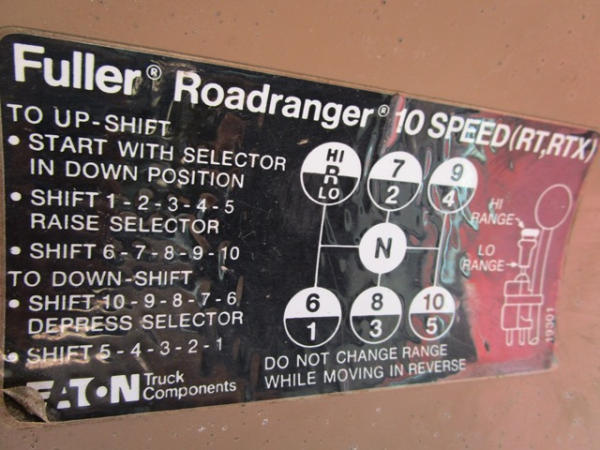 Fuller® Roadranger® 10 SPEED (RT,RTX)
TO UP-SHIFT
• START WITH SELECTOR
IN DOWN POSITION
• SHIFT 1-2-3-4-5
RAISE SELECTOR
• SHIFT 6-7-8-9-10
TO DOWN-SHIFT
• SHIFT 10-9-8-7-6
DEPRESS SELECTOR
• SHIFT 5-4-3-2-1
EATON Truck
Components
HI
R
LO
7
2
9
4
N
6
1
8
3
10
5
DO NOT CHANGE RANGE
WHILE MOVING IN REVERSE
HI
RANGE
LO
RANGE
19301